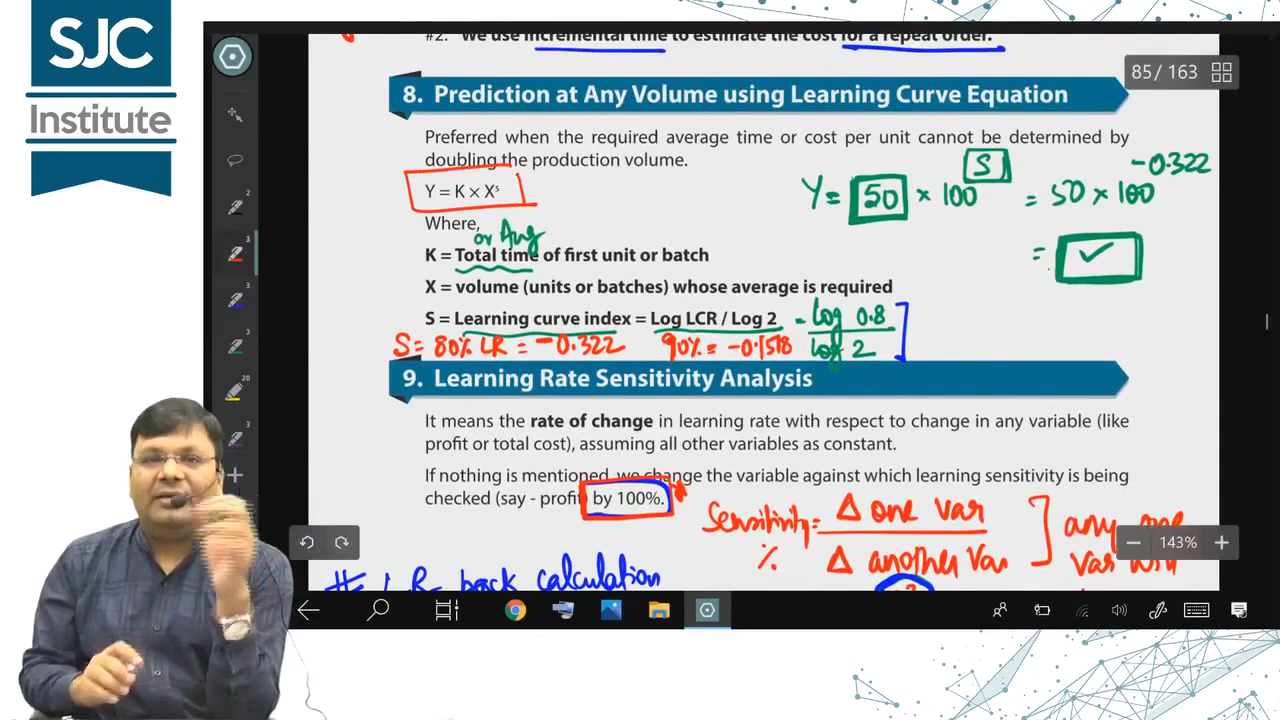 SJC
Institute
#2. We use incremental time to estimate the cost for a repeat order.
85 / 163
8. Prediction at Any Volume using Learning Curve Equation
Preferred when the required average time or cost per unit cannot be determined by
doubling the production volume.
Y = K × Xˢ
Y = 50 × 100 S = 50 × 100 -0.322
= ✓
Where,
or Avg
K = Total time of first unit or batch
X = volume (units or batches) whose average is required
S = Learning curve index = Log LCR / Log 2 = log 0.8 / log 2
S = 80% LR = -0.322 90% = -0.1518
9. Learning Rate Sensitivity Analysis
It means the rate of change in learning rate with respect to change in any variable (like
profit or total cost), assuming all other variables as constant.
If nothing is mentioned, we change the variable against which learning sensitivity is being
checked (say - profit) by 100%.
Sensitivity = Δ one var
% Δ another var
any one
var
143%
# LR back calculation